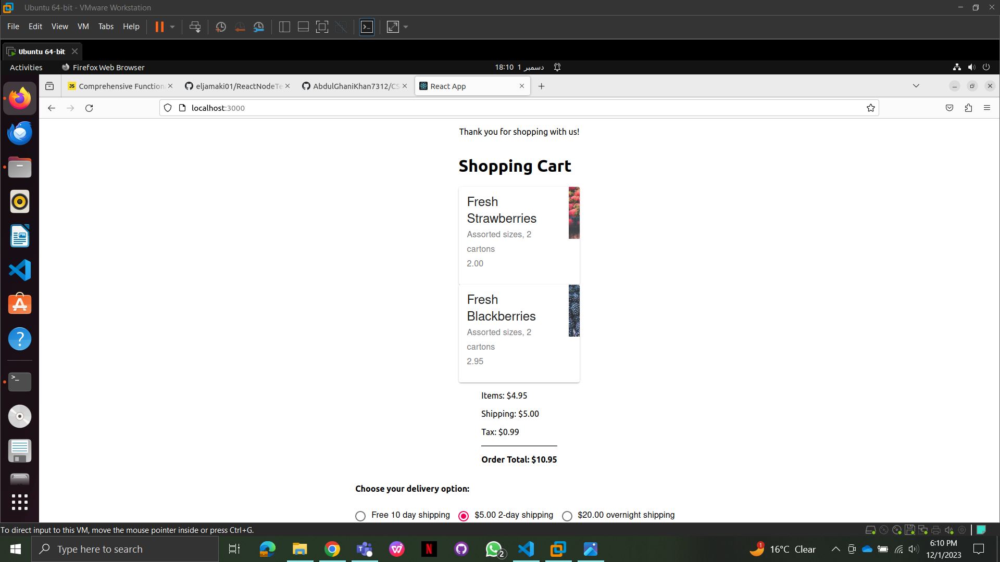 Ubuntu 64-bit - VMware Workstation
File Edit View VM Tabs Help
Ubuntu 64-bit
Activities Firefox Web Browser 18:10 1 دسمبر
JS Comprehensive Function eljamaki01/ReactNodeTe AbdulGhaniKhan7312/CS React App
localhost:3000
Thank you for shopping with us!
Shopping Cart
Fresh
Strawberries
Assorted sizes, 2
cartons
2.00
Fresh
Blackberries
Assorted sizes, 2
cartons
2.95
Items: $4.95
Shipping: $5.00
Tax: $0.99
Order Total: $10.95
Choose your delivery option:
Free 10 day shipping $5.00 2-day shipping $20.00 overnight shipping
To direct input to this VM, move the mouse pointer inside or press Ctrl+G.
Type here to search
2
1
16°C Clear
6:10 PM
12/1/2023